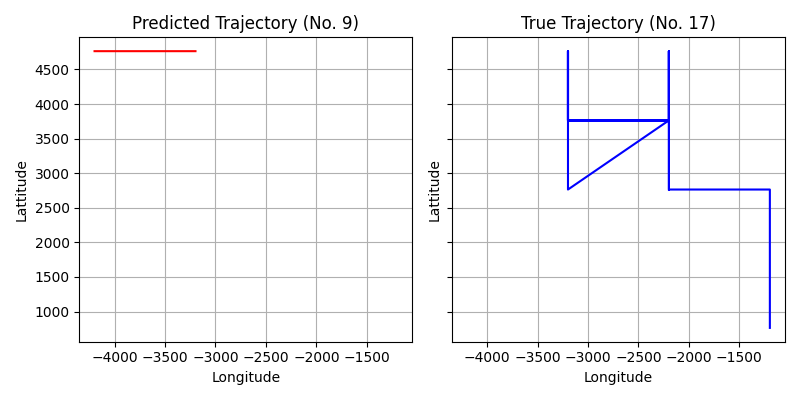 Predicted Trajectory (No. 9)
True Trajectory (No. 17)
Lattitude
4500
4000
3500
3000
2500
2000
1500
1000
−4000 −3500 −3000 −2500 −2000 −1500
Longitude
Lattitude
−4000 −3500 −3000 −2500 −2000 −1500
Longitude